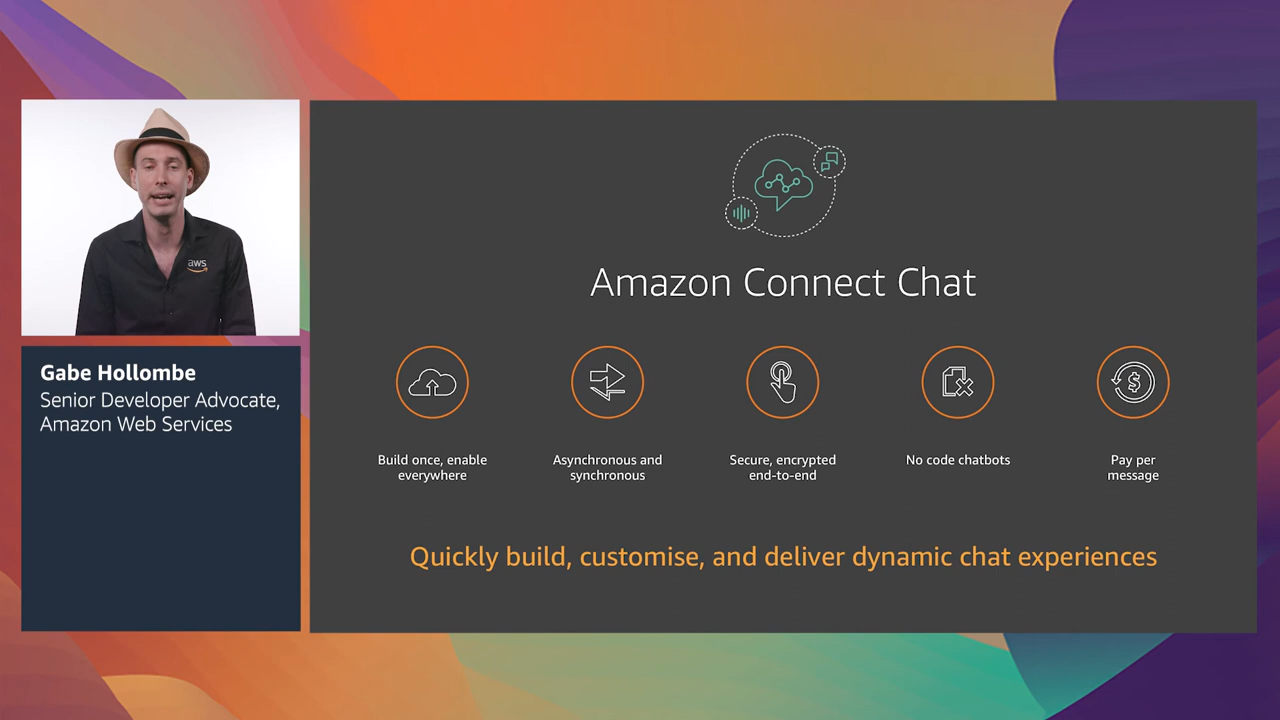 aws
Gabe Hollombe
Senior Developer Advocate,
Amazon Web Services
Amazon Connect Chat
Build once, enable
everywhere
Asynchronous and
synchronous
Secure, encrypted
end-to-end
No code chatbots
$
Pay per
message
Quickly build, customise, and deliver dynamic chat experiences